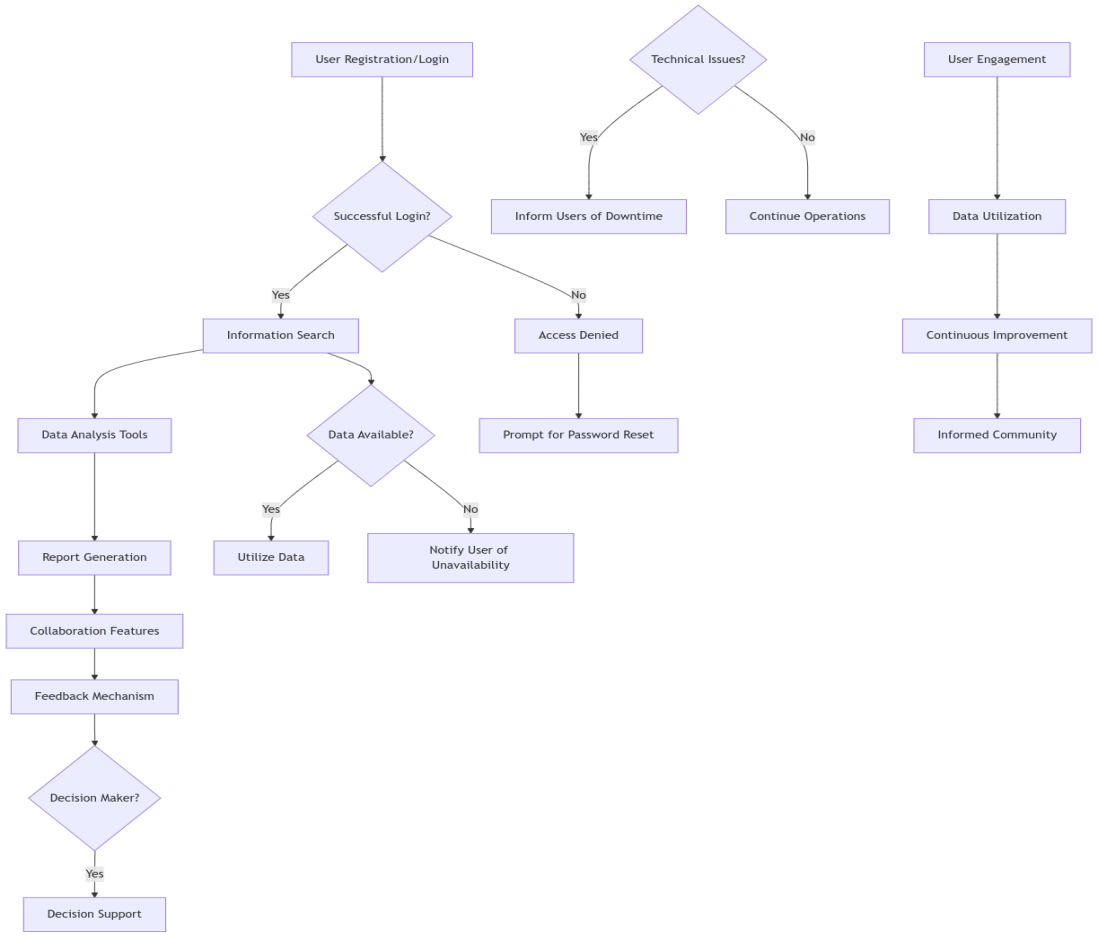 User Registration/Login
Technical Issues?
User Engagement
Yes
No
Successful Login?
Inform Users of Downtime
Continue Operations
Data Utilization
Yes
No
Information Search
Access Denied
Continuous Improvement
Data Analysis Tools
Data Available?
Prompt for Password Reset
Informed Community
Yes
No
Report Generation
Utilize Data
Notify User of
Unavailability
Collaboration Features
Feedback Mechanism
Decision Maker?
Yes
Decision Support